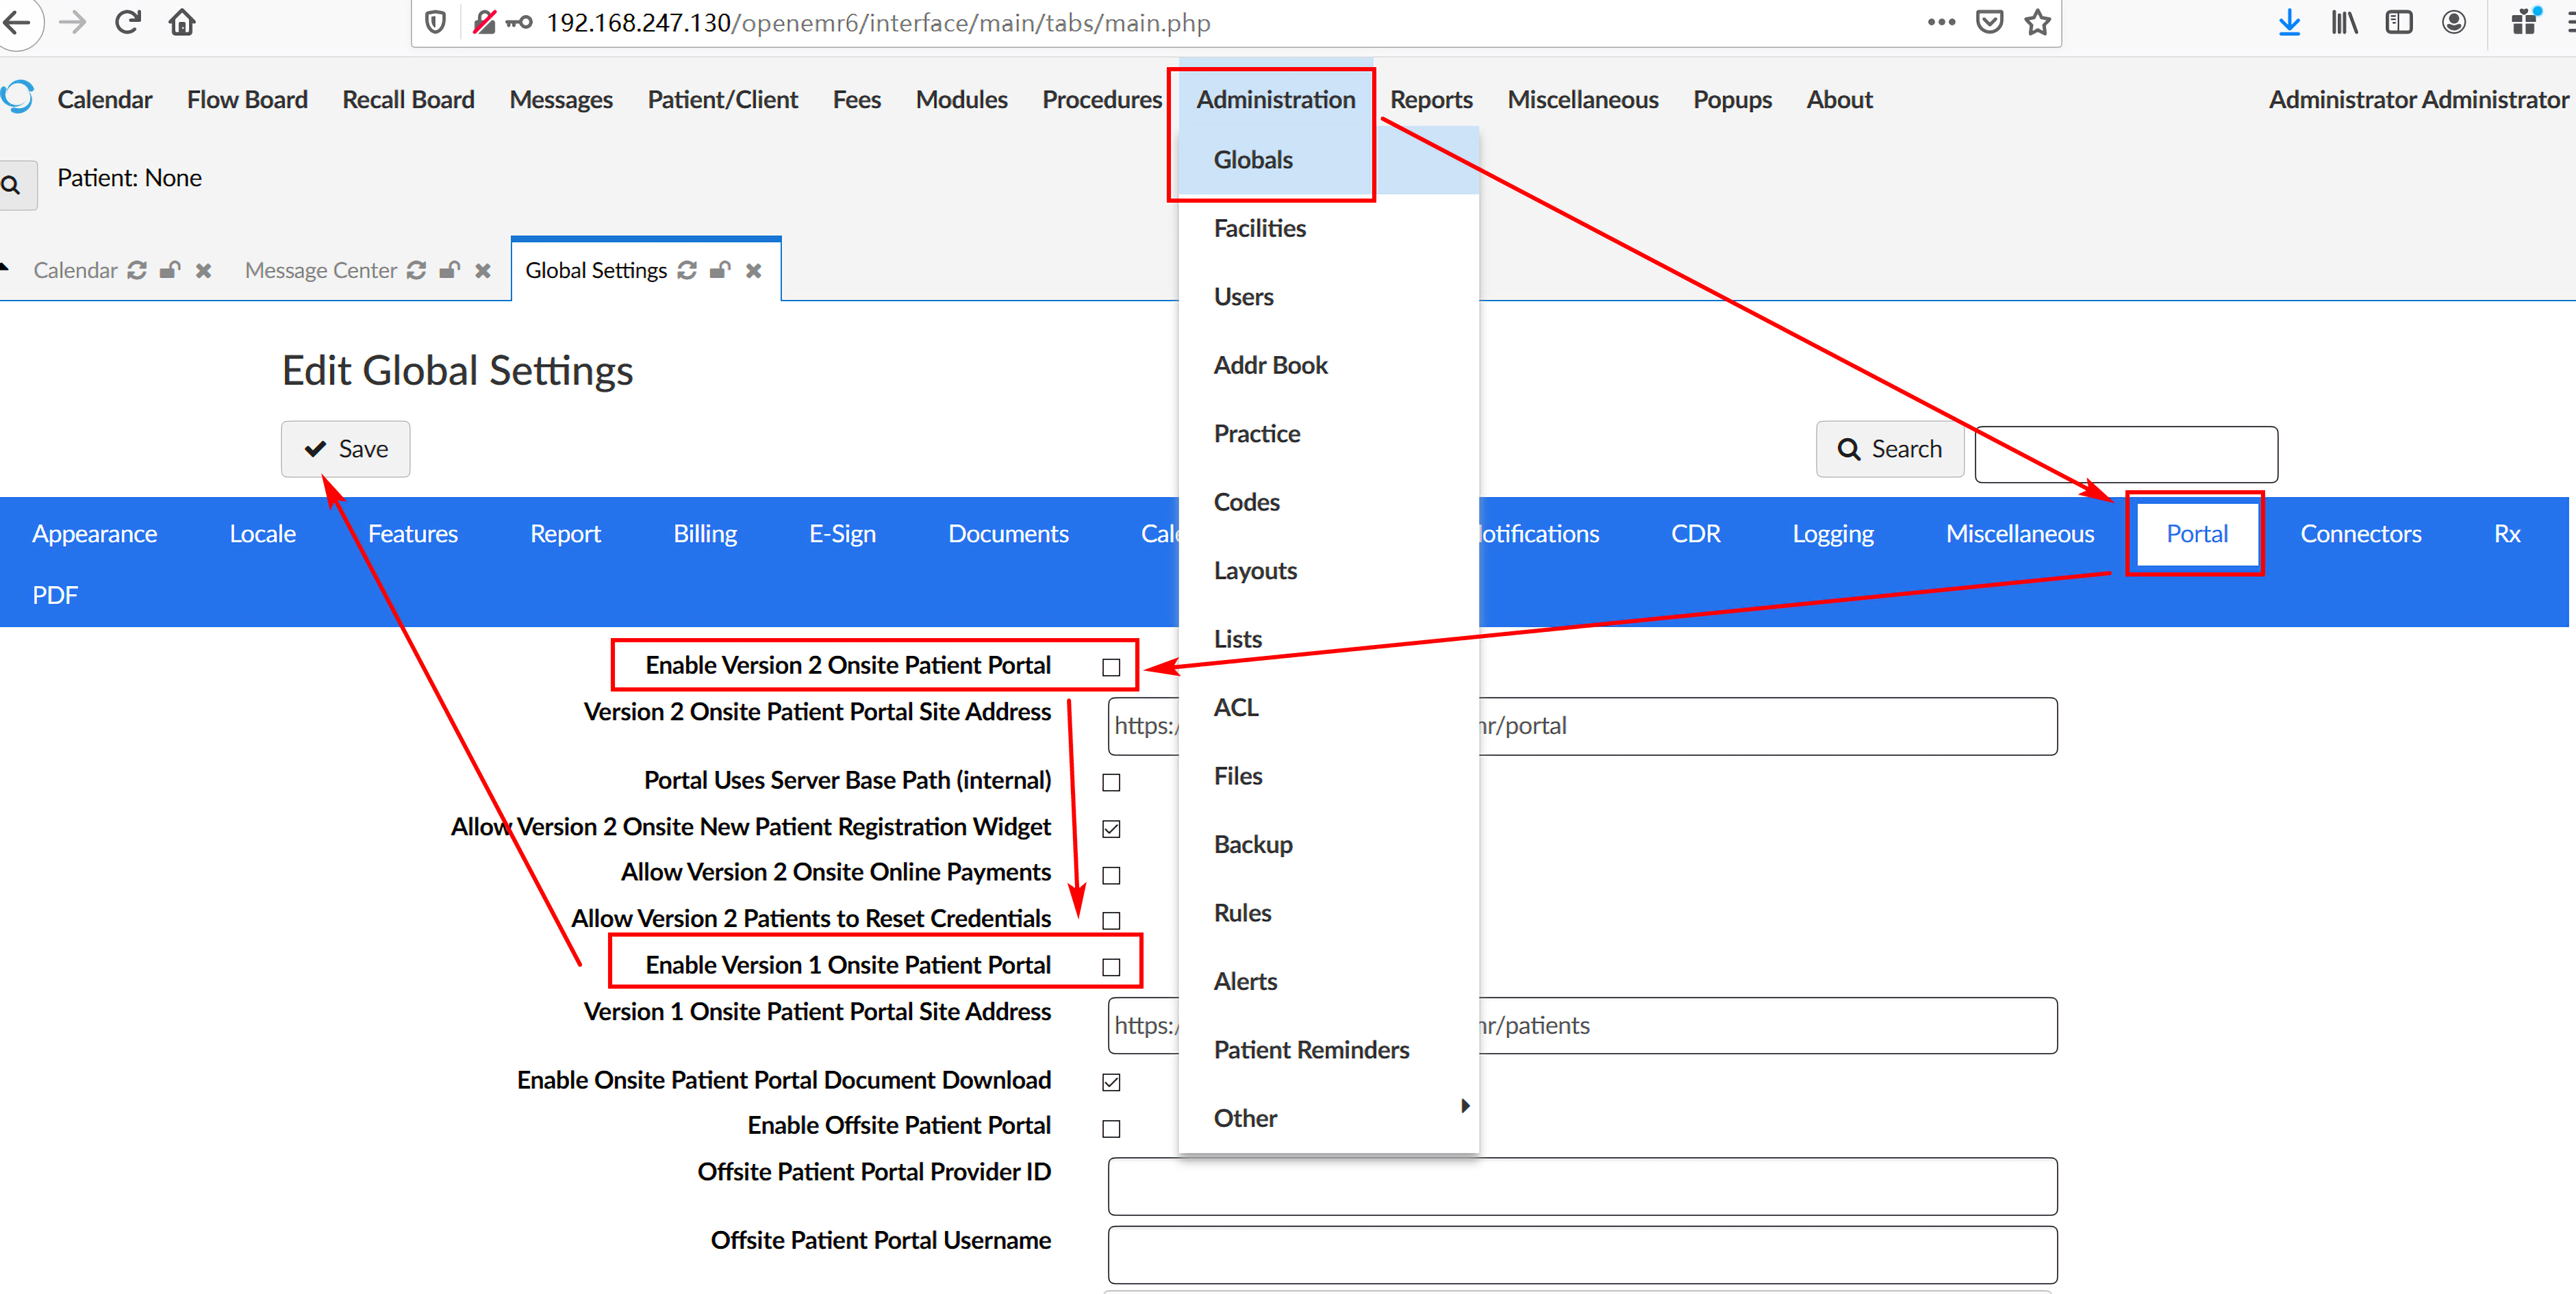 192.168.247.130/openemr6/interface/main/tabs/main.php
Calendar Flow Board Recall Board Messages Patient/Client Fees Modules Procedures Administration Reports Miscellaneous Popups About Administrator Administrator
Globals
Patient: None
Facilities
Calendar Message Center Global Settings
Users
Addr Book
Edit Global Settings
Practice
Save Search
Codes
Appearance Locale Features Report Billing E-Sign Documents CDR Logging Miscellaneous Portal Connectors Rx
Layouts
PDF
Lists
Enable Version 2 Onsite Patient Portal
Version 2 Onsite Patient Portal Site Address https:/ nr/portal
ACL
Portal Uses Server Base Path (internal)
Files
Allow Version 2 Onsite New Patient Registration Widget
Backup
Allow Version 2 Onsite Online Payments
Allow Version 2 Patients to Reset Credentials
Rules
Enable Version 1 Onsite Patient Portal
Alerts
Version 1 Onsite Patient Portal Site Address https:/ nr/patients
Patient Reminders
Enable Onsite Patient Portal Document Download
Other
Enable Offsite Patient Portal
Offsite Patient Portal Provider ID
Offsite Patient Portal Username